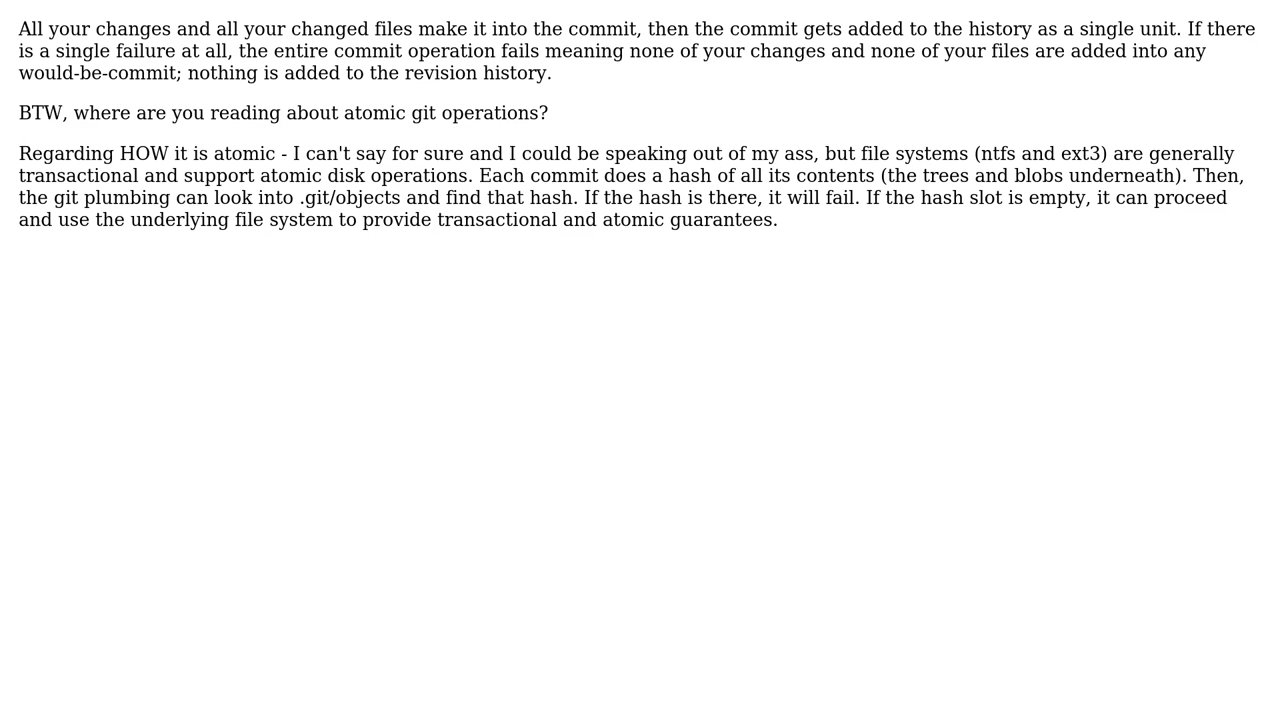 All your changes and all your changed files make it into the commit, then the commit gets added to the history as a single unit. If there
is a single failure at all, the entire commit operation fails meaning none of your changes and none of your files are added into any
would-be-commit; nothing is added to the revision history.
BTW, where are you reading about atomic git operations?
Regarding HOW it is atomic - I can't say for sure and I could be speaking out of my ass, but file systems (ntfs and ext3) are generally
transactional and support atomic disk operations. Each commit does a hash of all its contents (the trees and blobs underneath). Then,
the git plumbing can look into .git/objects and find that hash. If the hash is there, it will fail. If the hash slot is empty, it can proceed
and use the underlying file system to provide transactional and atomic guarantees.